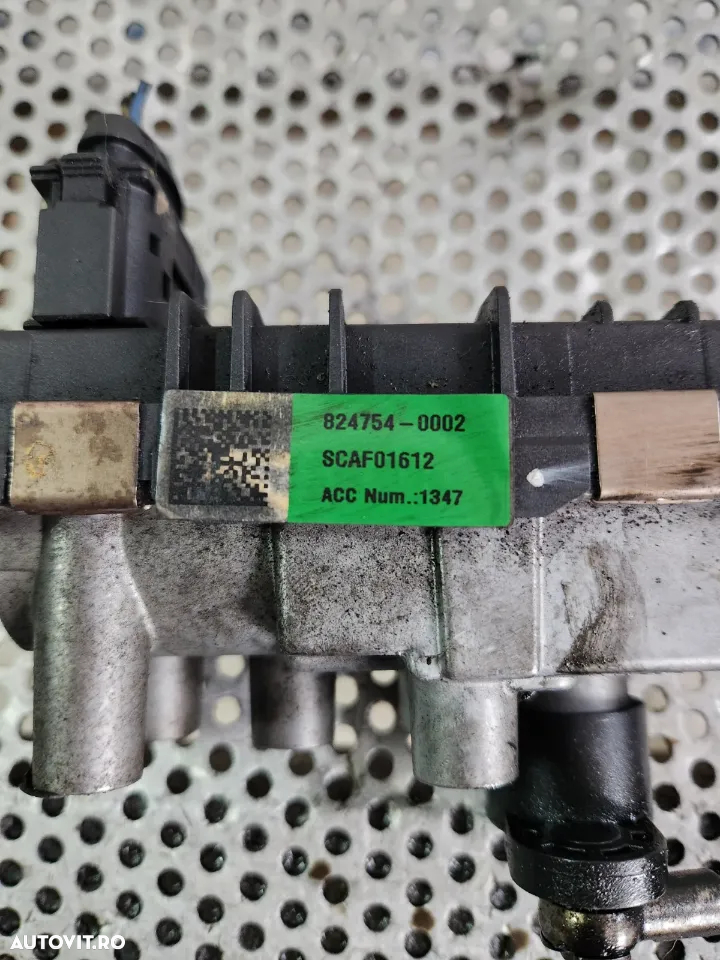 824754-0002
SCAF01612
ACC Num.:1347
AUTOVIT.RO